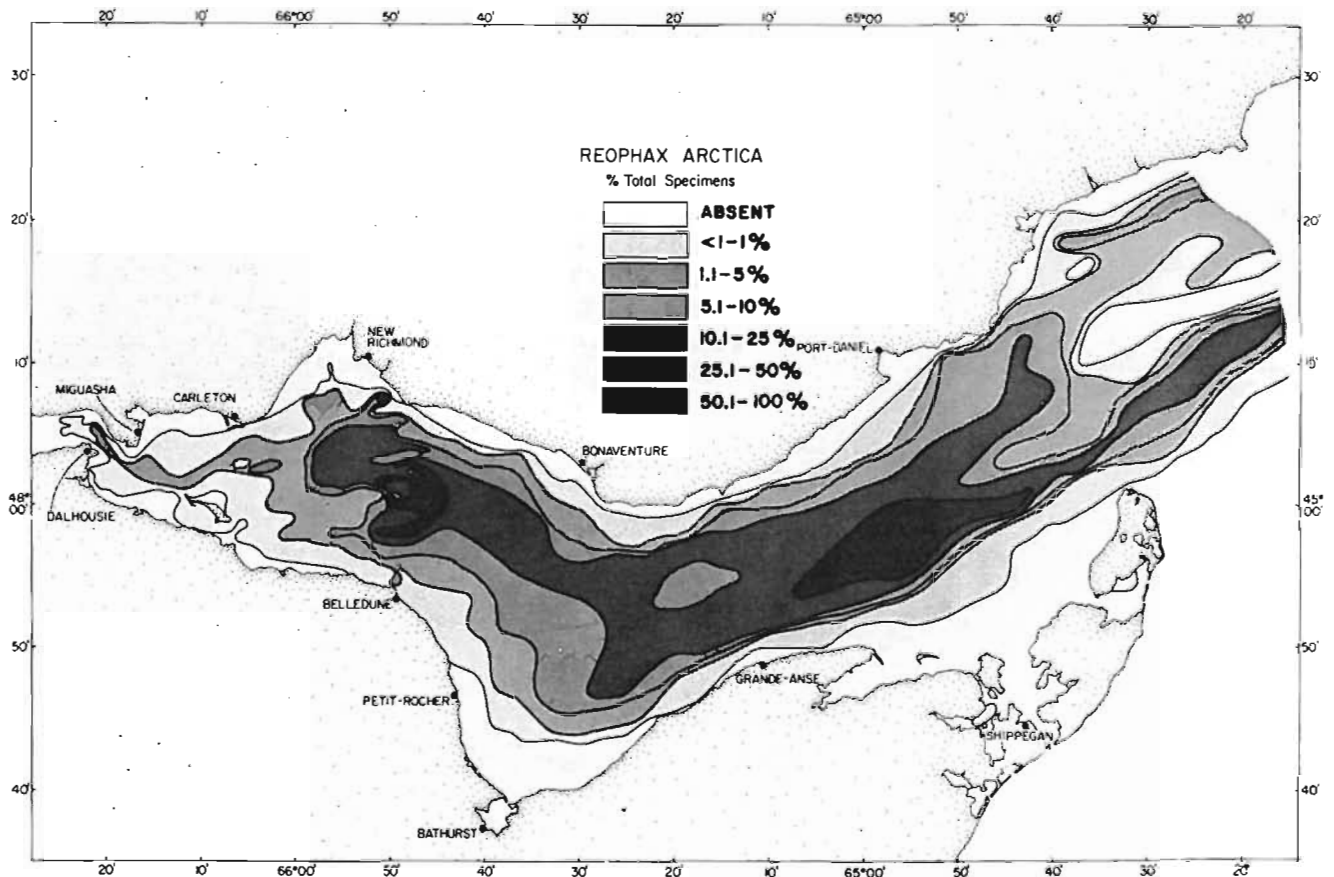 20' 10' 66°00' 50' 40' 30' 20' 10' 65°00' 50' 40' 30' 20'
30' 30'
REOPHAX ARCTICA
% Total Specimens
ABSENT
<1-1%
1.1-5%
5.1-10%
10.1-25%
25.1-50%
50.1-100%
20' 20'
NEW
RICHMOND
PORT-DANIEL
10'
MIGUASHA
CARLETON
BONAVENTURE
48°
00'
DALHOUSIE
BELLEDUNE
50'
GRANDE-ANSE
PETIT-ROCHER
SHIPPEGAN
40' 40'
BATHURST
20' 10' 66°00' 50' 40' 30' 20' 10' 65°00' 50' 40' 30' 20'